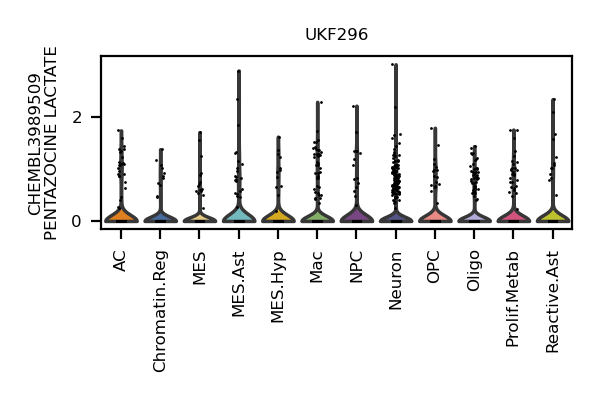 UKF296
CHEMBL3989509
PENTAZOCINE LACTATE
2
0
AC
Chromatin.Reg
MES
MES.Ast
MES.Hyp
Mac
NPC
Neuron
OPC
Oligo
Prolif.Metab
Reactive.Ast